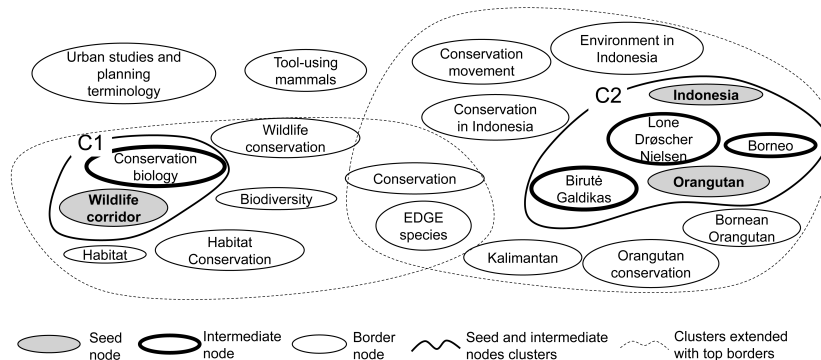 Urban studies and
planning
terminology
Tool-using
mammals
Conservation
movement
Environment in
Indonesia
C2
Indonesia
Conservation
in Indonesia
Lone
Drøscher
Nielsen
Borneo
C1
Wildlife
conservation
Conservation
biology
Conservation
Birutė
Galdikas
Orangutan
Wildlife
corridor
Biodiversity
EDGE
species
Bornean
Orangutan
Habitat
Habitat
Conservation
Kalimantan
Orangutan
conservation
Seed
node
Intermediate
node
Border
node
Seed and intermediate
nodes clusters
Clusters extended
with top borders